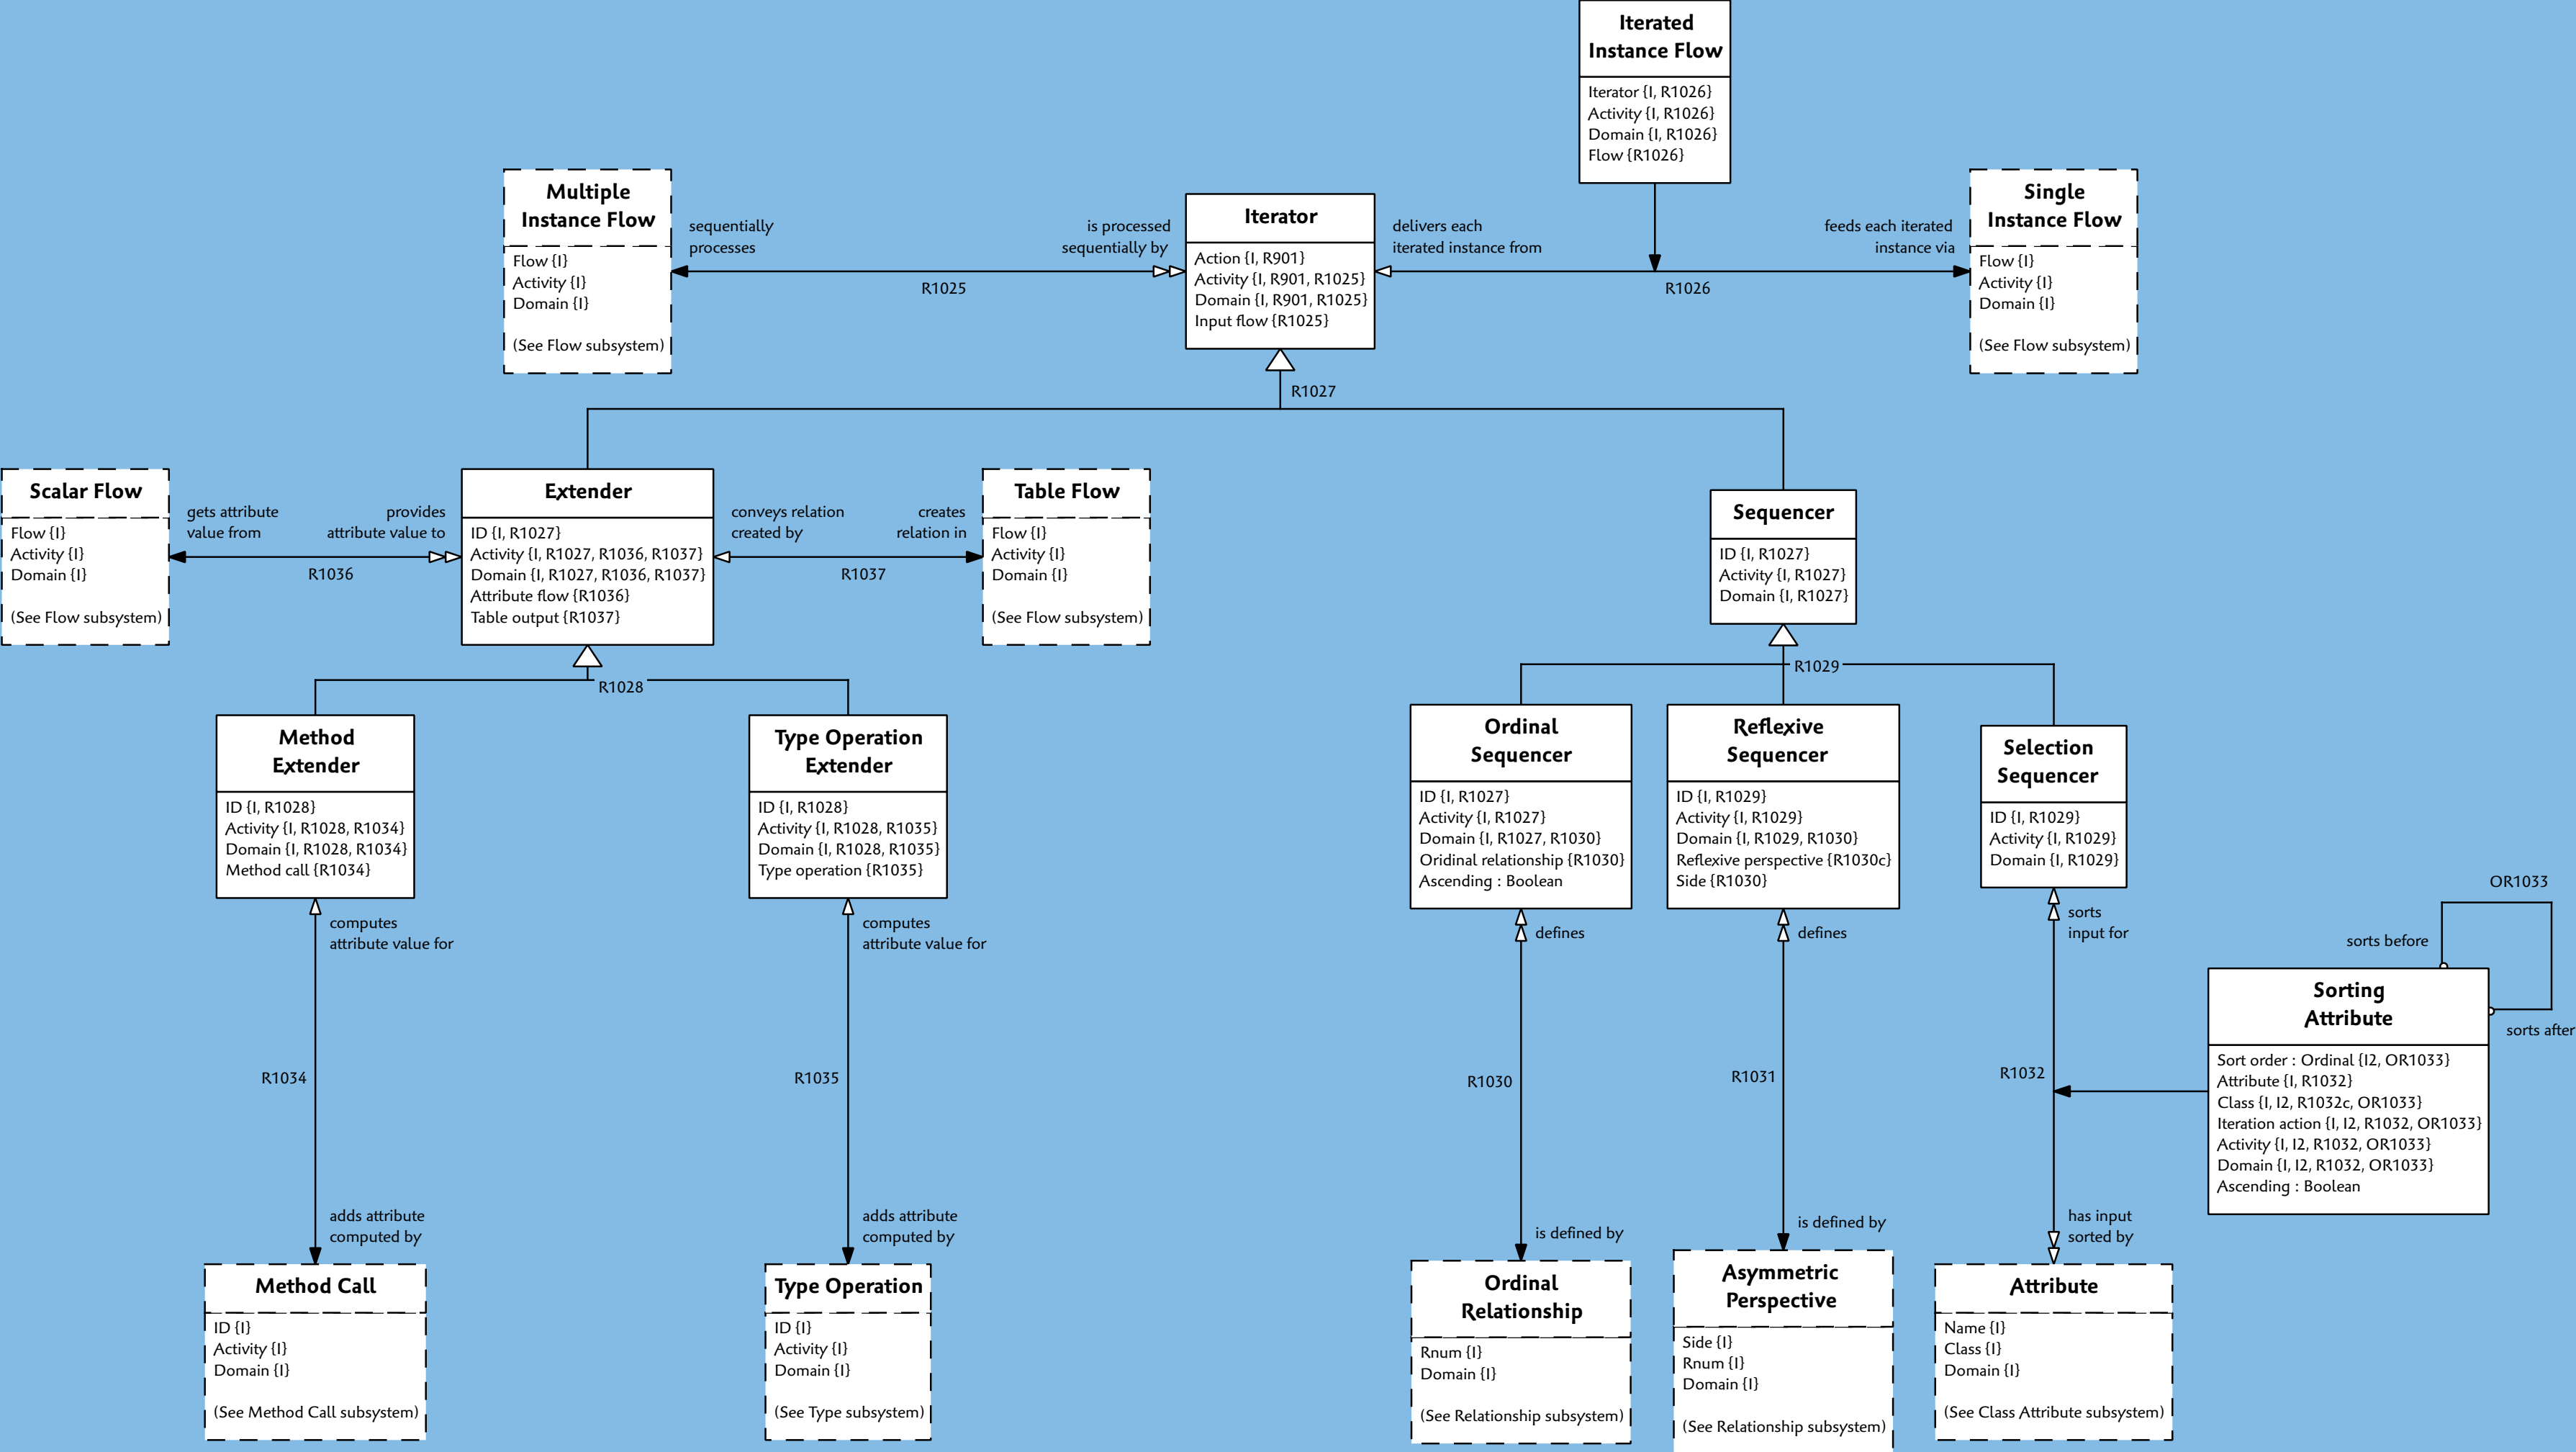 Iterated
Instance Flow
Iterator {I, R1026}
Activity {I, R1026}
Domain {I, R1026}
Flow {R1026}
Multiple
Instance Flow
Flow {I}
Activity {I}
Domain {I}
(See Flow subsystem)
sequentially
processes
is processed
sequentially by
R1025
Iterator
Action {I, R901}
Activity {I, R901, R1025}
Domain {I, R901, R1025}
Input flow {R1025}
delivers each
iterated instance from
feeds each iterated
instance via
R1026
Single
Instance Flow
Flow {I}
Activity {I}
Domain {I}
(See Flow subsystem)
R1027
Scalar Flow
Flow {I}
Activity {I}
Domain {I}
(See Flow subsystem)
gets attribute
value from
provides
attribute value to
R1036
Extender
ID {I, R1027}
Activity {I, R1027, R1036, R1037}
Domain {I, R1027, R1036, R1037}
Attribute flow {R1036}
Table output {R1037}
conveys relation
created by
creates
relation in
R1037
Table Flow
Flow {I}
Activity {I}
Domain {I}
(See Flow subsystem)
Sequencer
ID {I, R1027}
Activity {I, R1027}
Domain {I, R1027}
R1028
R1029
Method
Extender
ID {I, R1028}
Activity {I, R1028, R1034}
Domain {I, R1028, R1034}
Method call {R1034}
Type Operation
Extender
ID {I, R1028}
Activity {I, R1028, R1035}
Domain {I, R1028, R1035}
Type operation {R1035}
Ordinal
Sequencer
ID {I, R1027}
Activity {I, R1027}
Domain {I, R1027, R1030}
Oridinal relationship {R1030}
Ascending : Boolean
Reflexive
Sequencer
ID {I, R1029}
Activity {I, R1029}
Domain {I, R1029, R1030}
Reflexive perspective {R1030c}
Side {R1030}
Selection
Sequencer
ID {I, R1029}
Activity {I, R1029}
Domain {I, R1029}
computes
attribute value for
R1034
adds attribute
computed by
computes
attribute value for
R1035
adds attribute
computed by
defines
R1030
is defined by
defines
R1031
is defined by
sorts
input for
R1032
has input
sorted by
OR1033
sorts before
sorts after
Sorting
Attribute
Sort order : Ordinal {I2, OR1033}
Attribute {I, R1032}
Class {I, I2, R1032c, OR1033}
Iteration action {I, I2, R1032, OR1033}
Activity {I, I2, R1032, OR1033}
Domain {I, I2, R1032, OR1033}
Ascending : Boolean
Method Call
ID {I}
Activity {I}
Domain {I}
(See Method Call subsystem)
Type Operation
ID {I}
Activity {I}
Domain {I}
(See Type subsystem)
Ordinal
Relationship
Rnum {I}
Domain {I}
(See Relationship subsystem)
Asymmetric
Perspective
Side {I}
Rnum {I}
Domain {I}
(See Relationship subsystem)
Attribute
Name {I}
Class {I}
Domain {I}
(See Class Attribute subsystem)